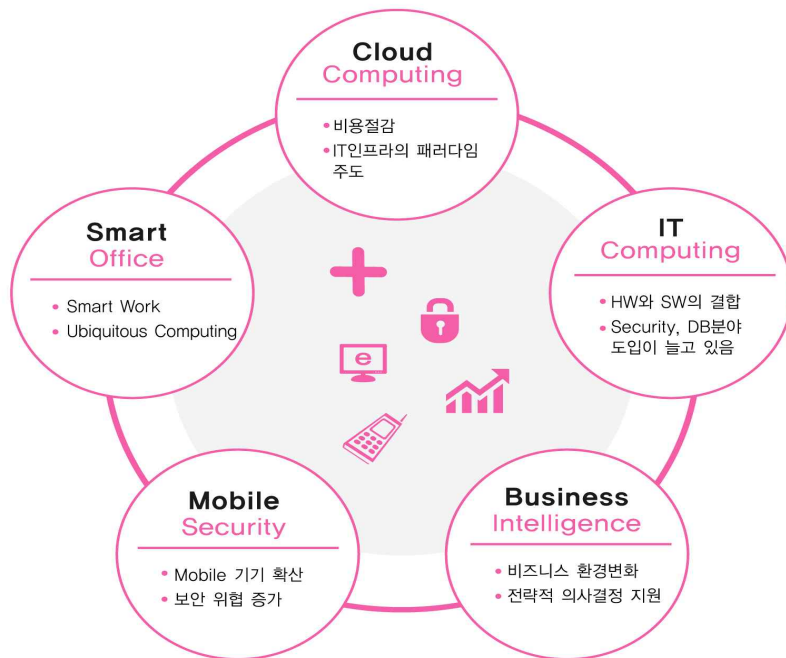 Cloud
Computing
• 비용절감
• IT인프라의 패러다임
주도
Smart
Office
• Smart Work
• Ubiquitous Computing
IT
Computing
• HW와 SW의 결합
• Security, DB분야
도입이 늘고 있음
e
Mobile
Security
• Mobile 기기 확산
• 보안 위협 증가
Business
Intelligence
• 비즈니스 환경변화
• 전략적 의사결정 지원